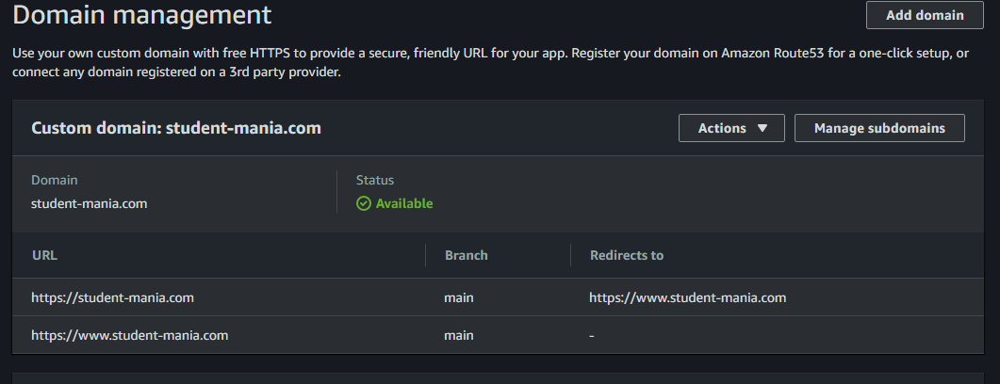 Domain management
Add domain
Use your own custom domain with free HTTPS to provide a secure, friendly URL for your app. Register your domain on Amazon Route53 for a one-click setup, or
connect any domain registered on a 3rd party provider.
Custom domain: student-mania.com
Actions
Manage subdomains
Domain
Status
student-mania.com
Available
URL
Branch
Redirects to
https://student-mania.com
main
https://www.student-mania.com
https://www.student-mania.com
main
-